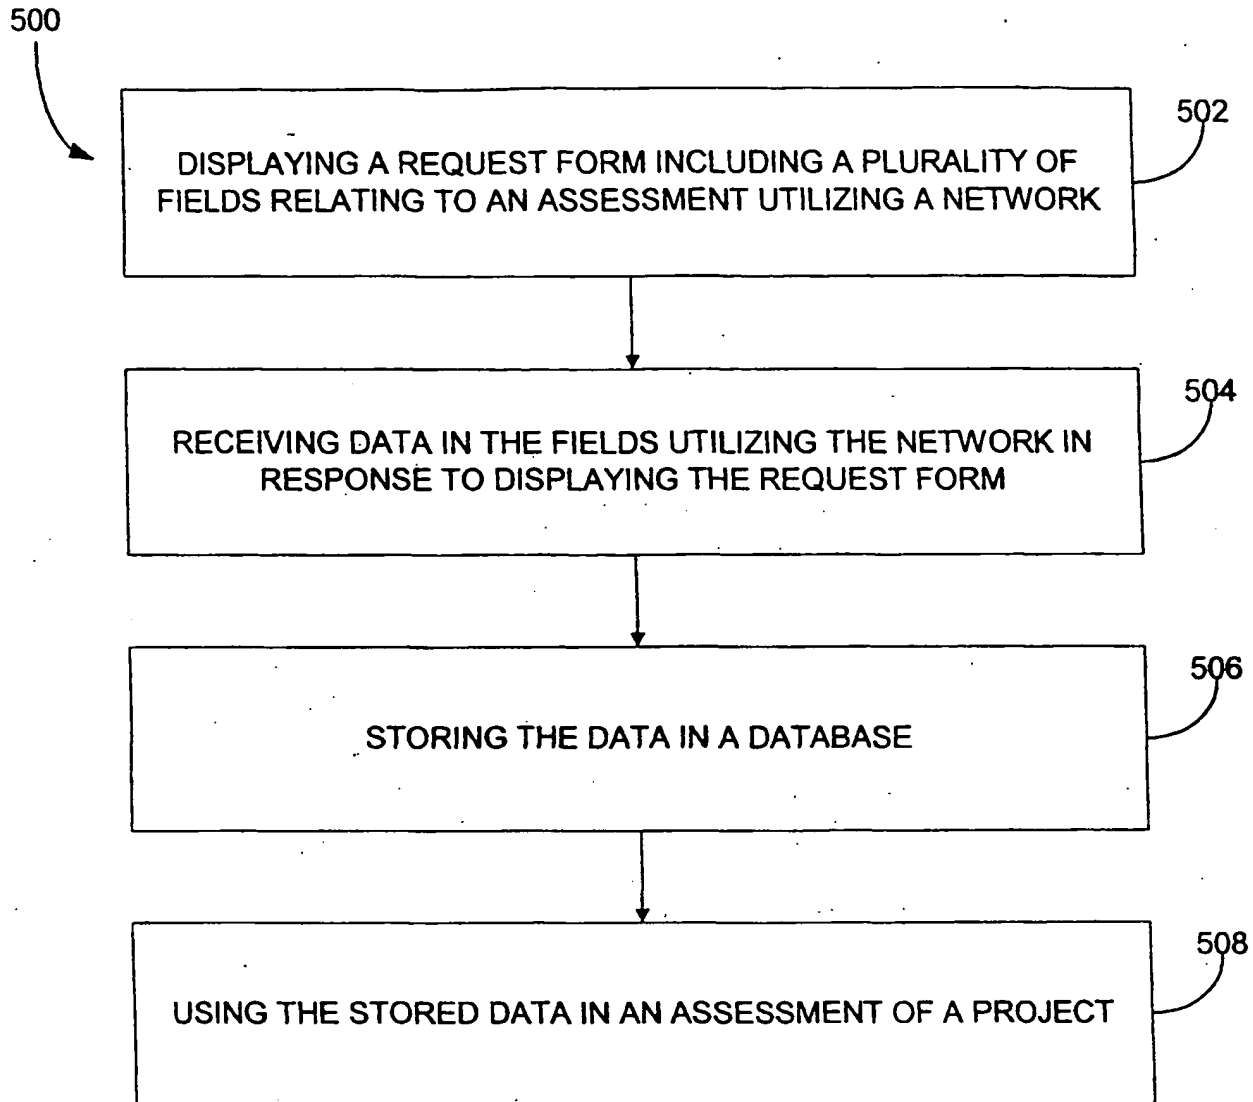 500
502
DISPLAYING A REQUEST FORM INCLUDING A PLURALITY OF
FIELDS RELATING TO AN ASSESSMENT UTILIZING A NETWORK
504
RECEIVING DATA IN THE FIELDS UTILIZING THE NETWORK IN
RESPONSE TO DISPLAYING THE REQUEST FORM
506
STORING THE DATA IN A DATABASE
508
USING THE STORED DATA IN AN ASSESSMENT OF A PROJECT